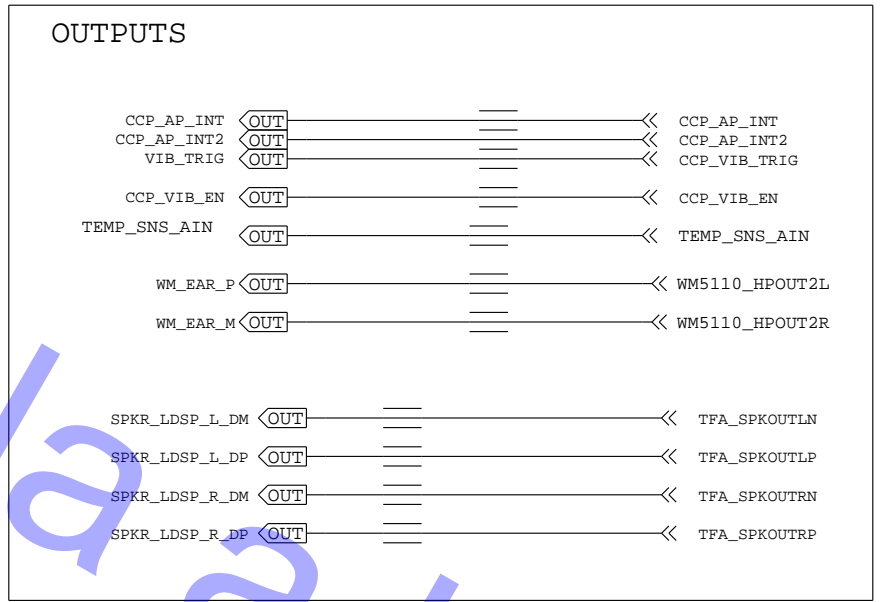 OUTPUTS
CCP_AP_INT OUT CCP_AP_INT
CCP_AP_INT2 OUT CCP_AP_INT2
VIB_TRIG OUT CCP_VIB_TRIG
CCP_VIB_EN OUT CCP_VIB_EN
TEMP_SNS_AIN OUT TEMP_SNS_AIN
WM_EAR_P OUT WM5110_HPOUT2L
WM_EAR_M OUT WM5110_HPOUT2R
SPKR_LDSP_L_DM OUT TFA_SPKOUTLN
SPKR_LDSP_L_DP OUT TFA_SPKOUTLP
SPKR_LDSP_R_DM OUT TFA_SPKOUTRN
SPKR_LDSP_R_DP OUT TFA_SPKOUTRP